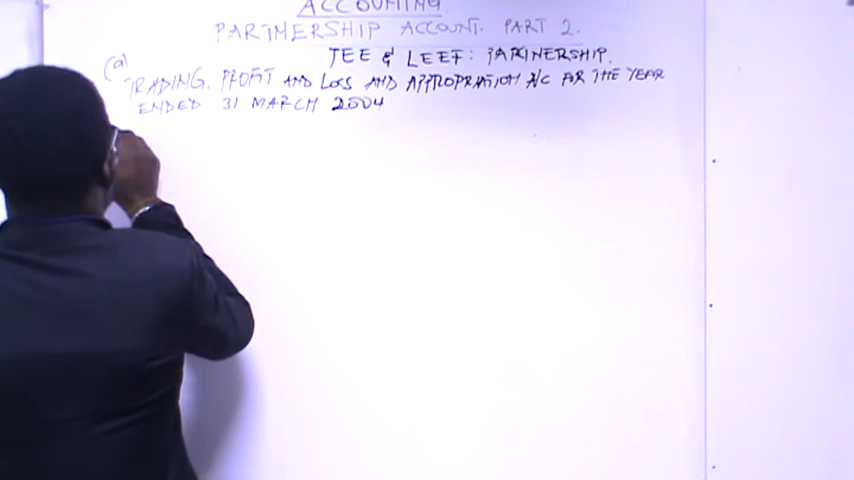 ACCOUNTING.
PARTNERSHIP ACCOUNT. PART 2.
TEE & LEEF: PARTNERSHIP.
(a)
TRADING. PROFIT AND LOSS AND APPROPRIATION A/C FOR THE YEAR
ENDED 31 MARCH 2004